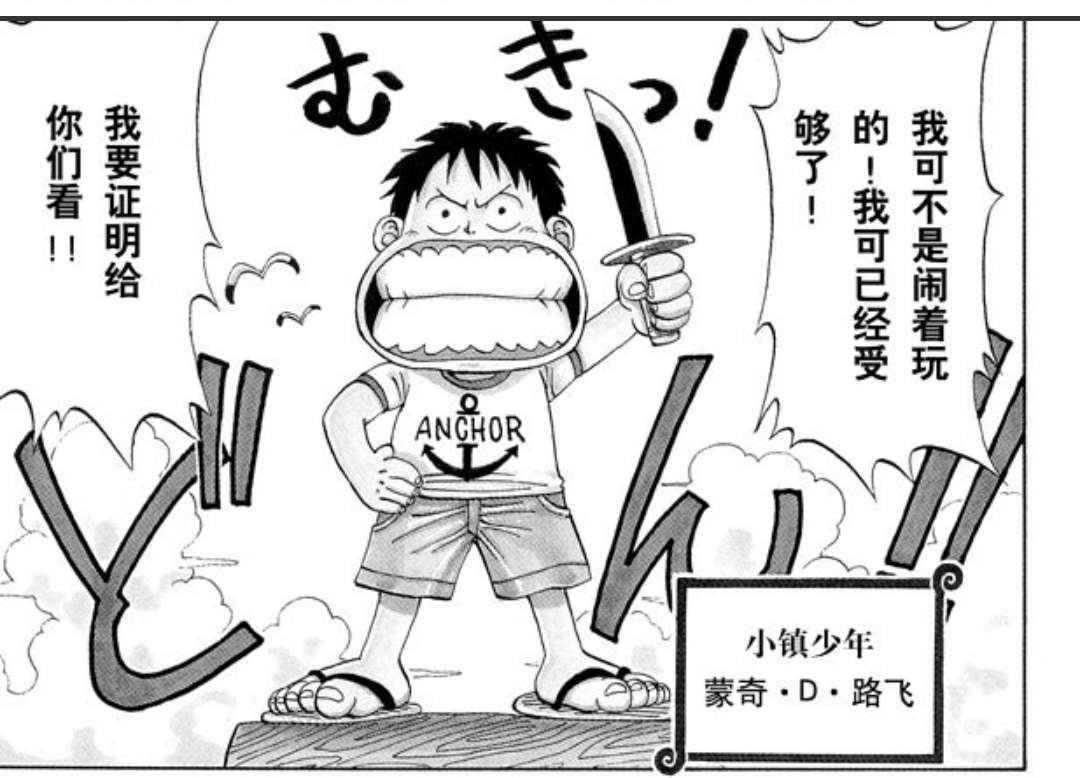 我可不是闹着玩
的！我可已经受
够了！
むきっ！
我要证明给
你们看！！
ANCHOR
どん！！
小镇少年
蒙奇・D・路飞